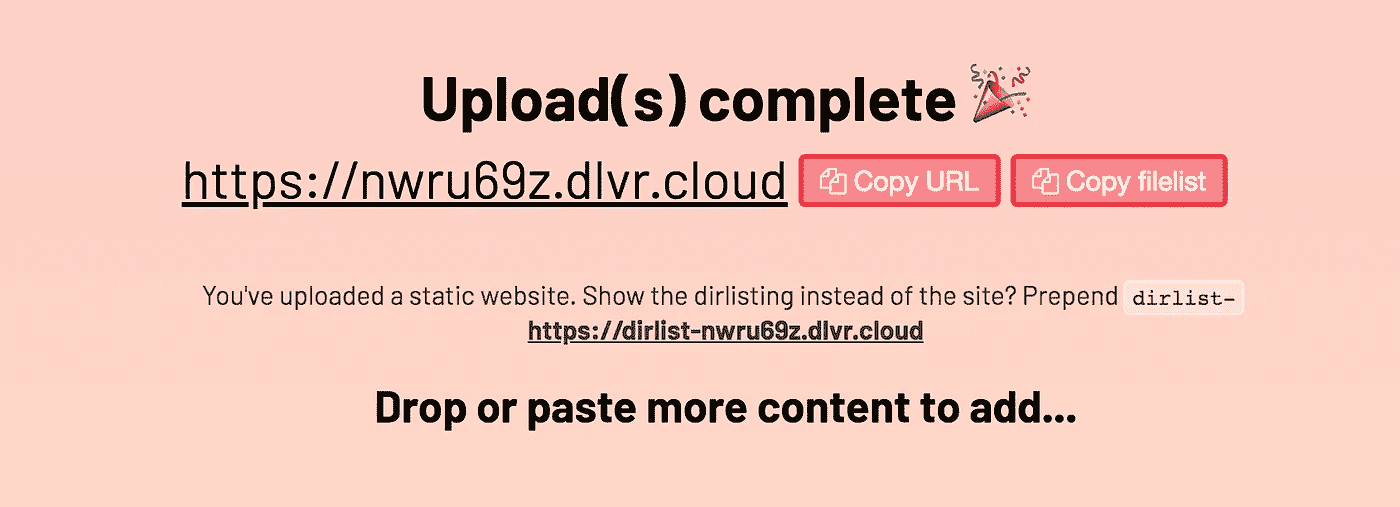 Upload(s) complete 🎉
https://nwru69z.dlvr.cloud Copy URL Copy filelist
You've uploaded a static website. Show the dirlisting instead of the site? Prepend dirlist-
https://dirlist-nwru69z.dlvr.cloud
Drop or paste more content to add...